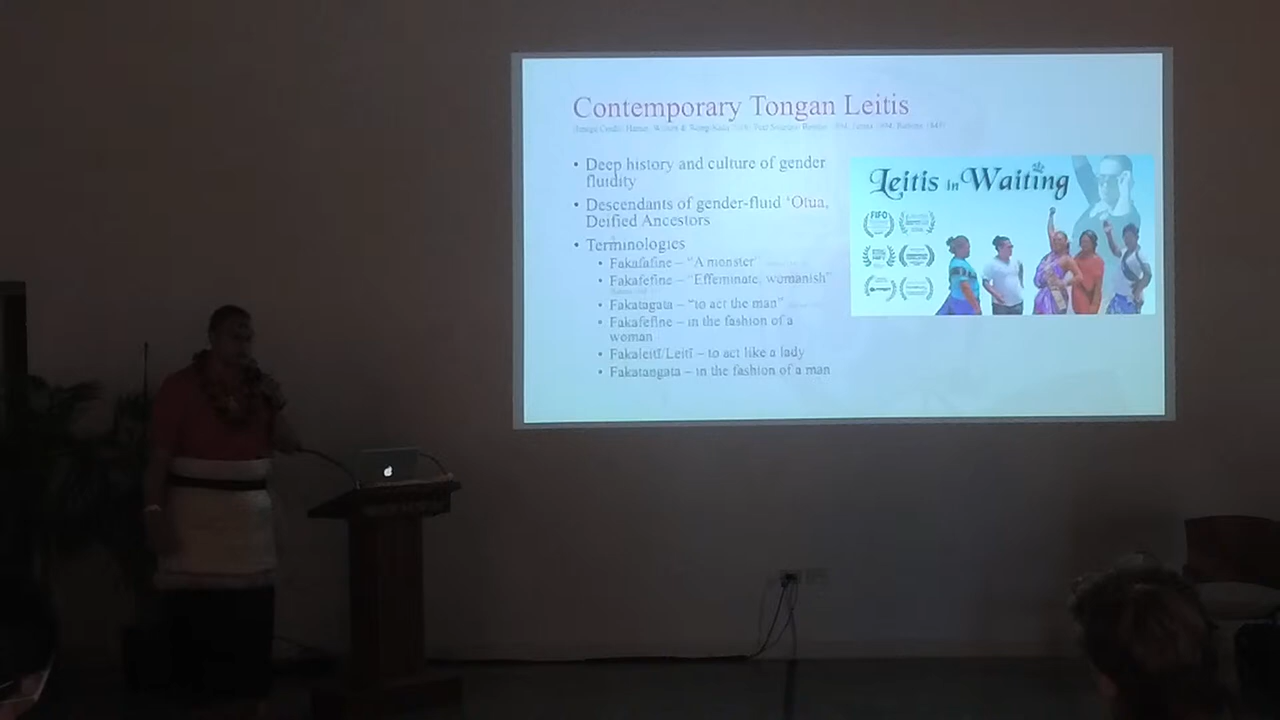 Contemporary Tongan Leitis
• Deep history and culture of gender
fluidity
• Descendants of gender-fluid ‘Otua,
Deified Ancestors
• Terminologies
• Fakafafine – “A monster”
• Fakafefine – “Effeminate, womanish”
• Fakatagata – “to act the man”
• Fakafefine – in the fashion of a
woman
• Fakaleitī/Leitī – to act like a lady
• Fakatangata – in the fashion of a man
Leitis in Waiting
FIFO